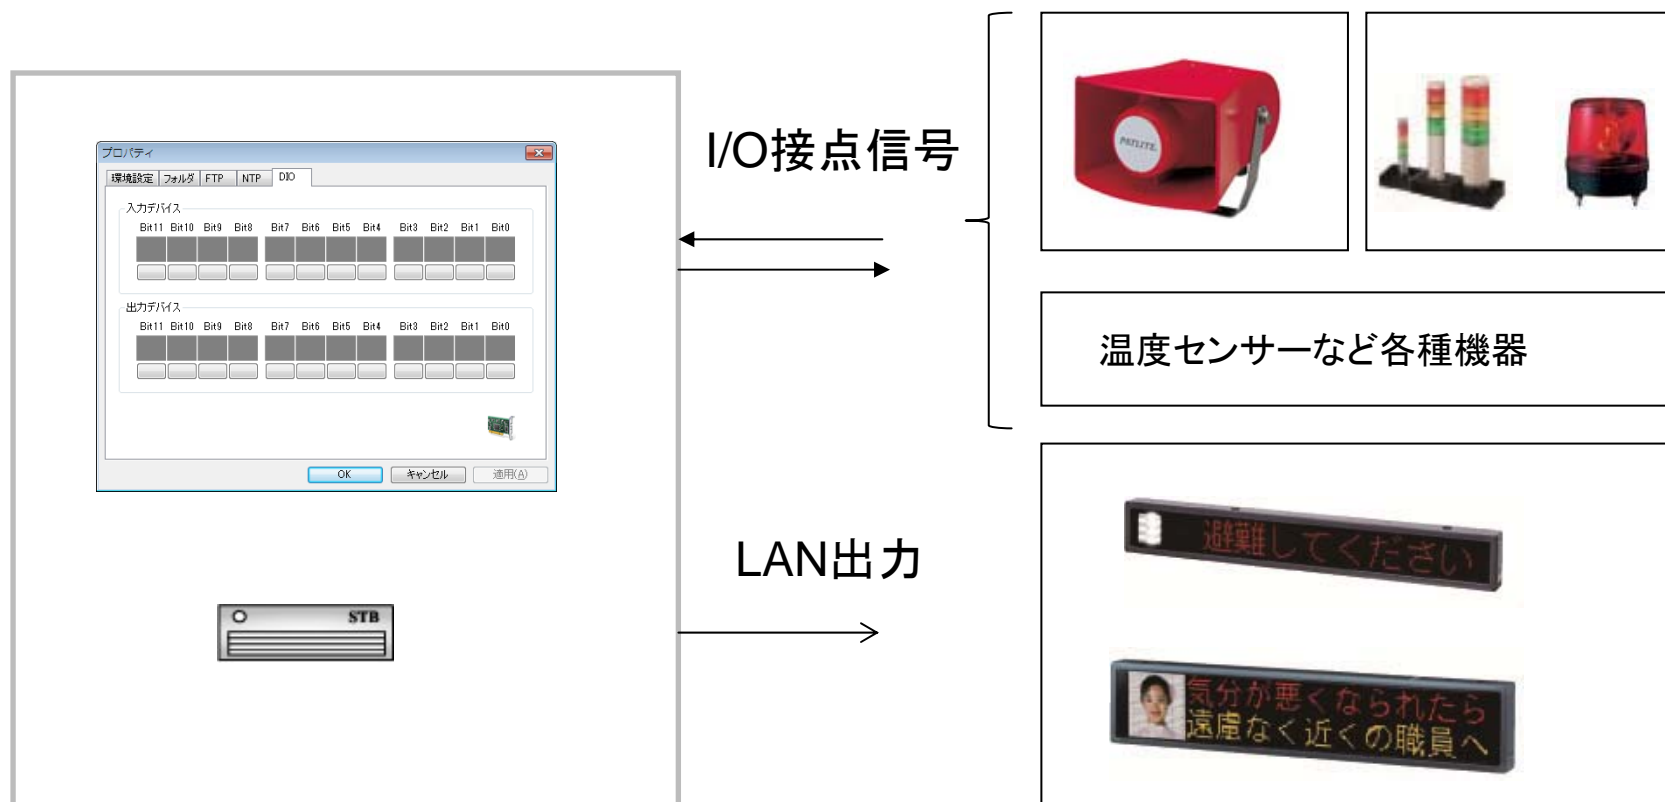 プロパティ
環境設定 フォルダ FTP NTP DIO
入力デバイス
Bit11 Bit10 Bit9 Bit8 Bit7 Bit6 Bit5 Bit4 Bit3 Bit2 Bit1 Bit0
出力デバイス
Bit11 Bit10 Bit9 Bit8 Bit7 Bit6 Bit5 Bit4 Bit3 Bit2 Bit1 Bit0
OK キャンセル 適用(A)
STB
I/O接点信号
LAN出力
PATLITE
温度センサーなど各種機器
避難してください
気分が悪くなられたら
遠慮なく近くの職員へ